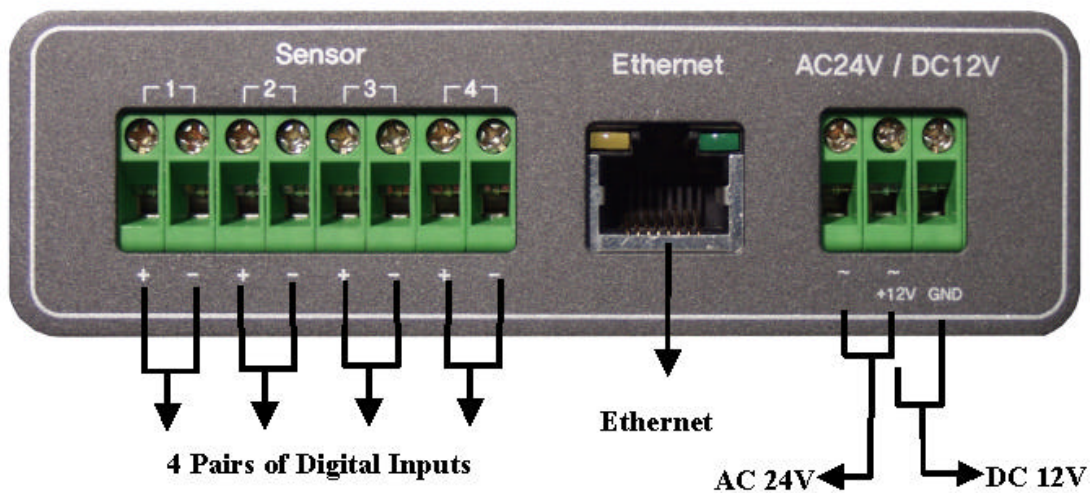 Sensor
1 2 3 4
Ethernet
AC24V / DC12V
+ − + − + − + −
~ ~
+12V GND
Ethernet
4 Pairs of Digital Inputs
AC 24V
DC 12V